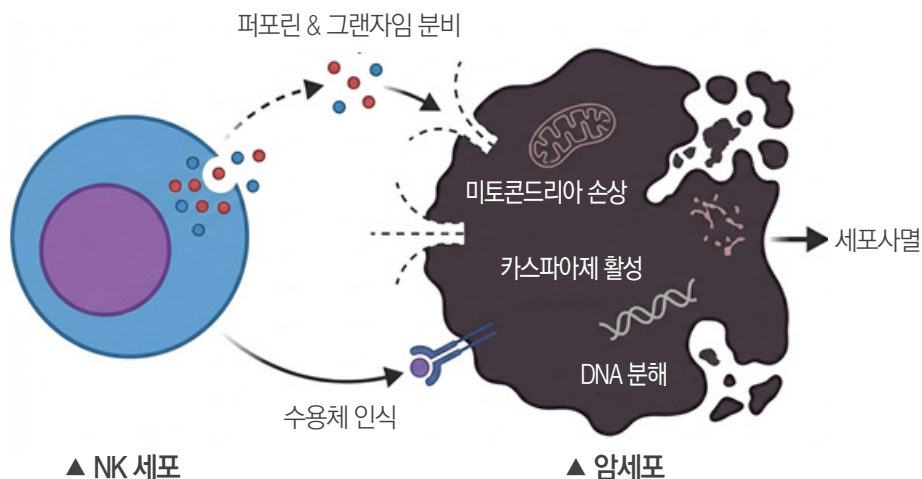 퍼포린 & 그랜자임 분비
미토콘드리아 손상
세포사멸
카스파아제 활성
DNA 분해
수용체 인식
▲ NK 세포
▲ 암세포